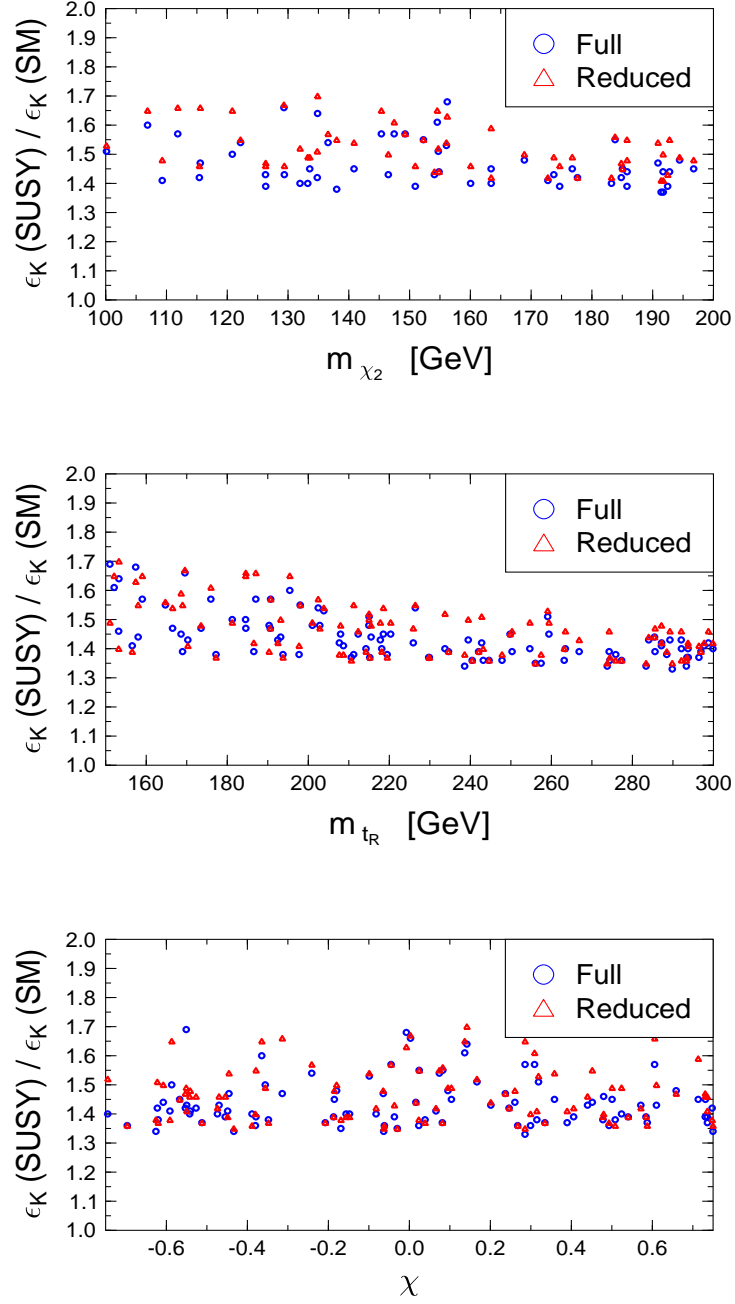 2.0
1.9
1.8
1.7
1.6
1.5
1.4
1.3
1.2
1.1
1.0
ϵK (SUSY) / ϵK (SM)
Full
Reduced
100 110 120 130 140 150 160 170 180 190 200
m χ2 [GeV]
2.0
1.9
1.8
1.7
1.6
1.5
1.4
1.3
1.2
1.1
1.0
ϵK (SUSY) / ϵK (SM)
Full
Reduced
160 180 200 220 240 260 280 300
m tR [GeV]
2.0
1.9
1.8
1.7
1.6
1.5
1.4
1.3
1.2
1.1
1.0
ϵK (SUSY) / ϵK (SM)
Full
Reduced
-0.6 -0.4 -0.2 0.0 0.2 0.4 0.6
χ